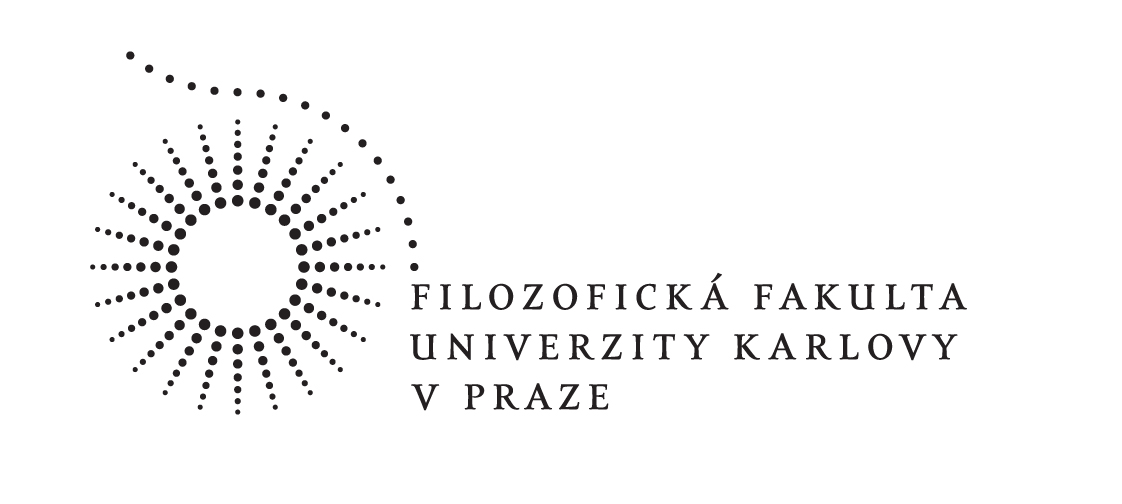 FILOZOFICKÁ FAKULTA
UNIVERZITY KARLOVY
V PRAZE